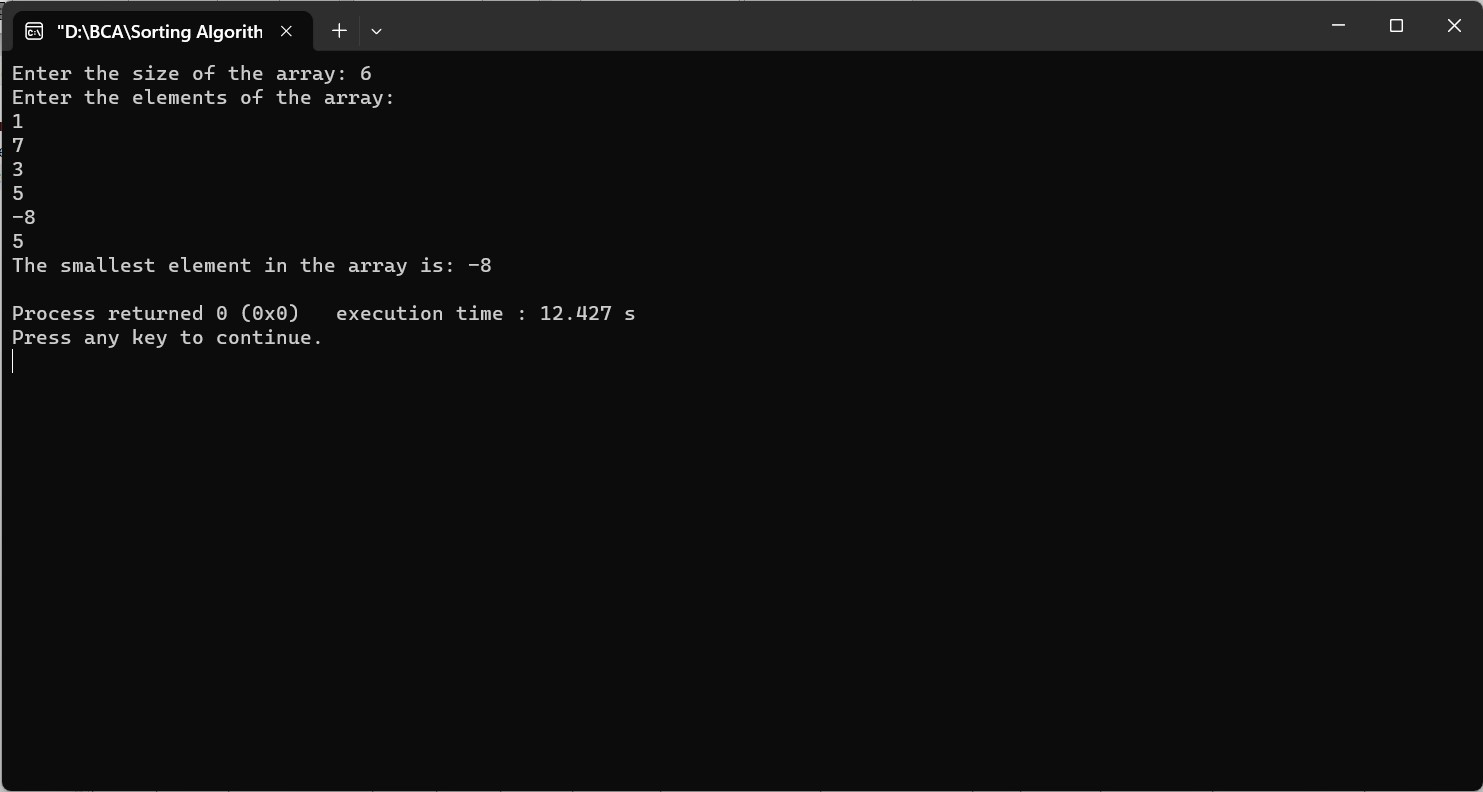 "D:\BCA\Sorting Algorith
Enter the size of the array: 6
Enter the elements of the array:
1
7
3
5
-8
5
The smallest element in the array is: -8
Process returned 0 (0x0)   execution time : 12.427 s
Press any key to continue.